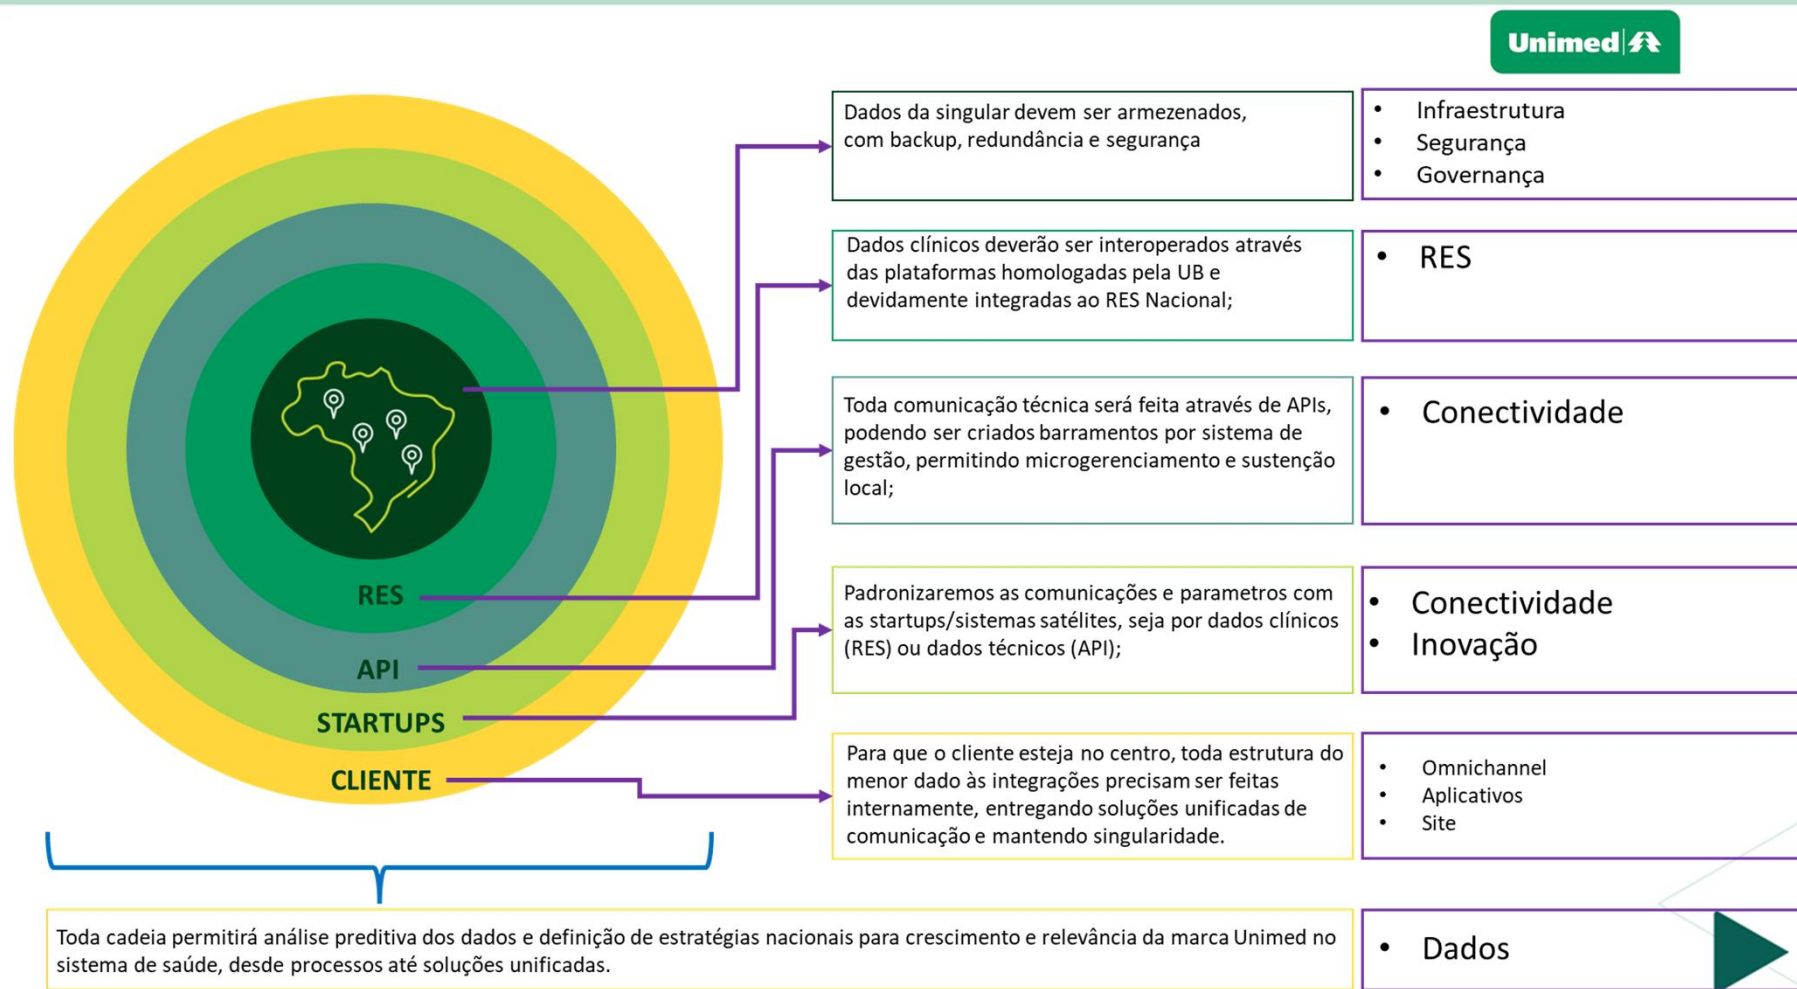 Unimed
Dados da singular devem ser armezenados,
com backup, redundância e segurança
• Infraestrutura
• Segurança
• Governança
Dados clínicos deverão ser interoperados através
das plataformas homologadas pela UB e
devidamente integradas ao RES Nacional;
• RES
Toda comunicação técnica será feita através de APIs,
podendo ser criados barramentos por sistema de
gestão, permitindo microgerenciamento e sustenção
local;
• Conectividade
Padronizaremos as comunicações e parametros com
as startups/sistemas satélites, seja por dados clínicos
(RES) ou dados técnicos (API);
• Conectividade
• Inovação
Para que o cliente esteja no centro, toda estrutura do
menor dado às integrações precisam ser feitas
internamente, entregando soluções unificadas de
comunicação e mantendo singularidade.
• Omnichannel
• Aplicativos
• Site
RES
API
STARTUPS
CLIENTE
Toda cadeia permitirá análise preditiva dos dados e definição de estratégias nacionais para crescimento e relevância da marca Unimed no
sistema de saúde, desde processos até soluções unificadas.
• Dados